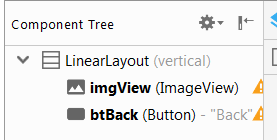 Component Tree
LinearLayout (vertical)
imgView (ImageView)
btBack (Button) - "Back"